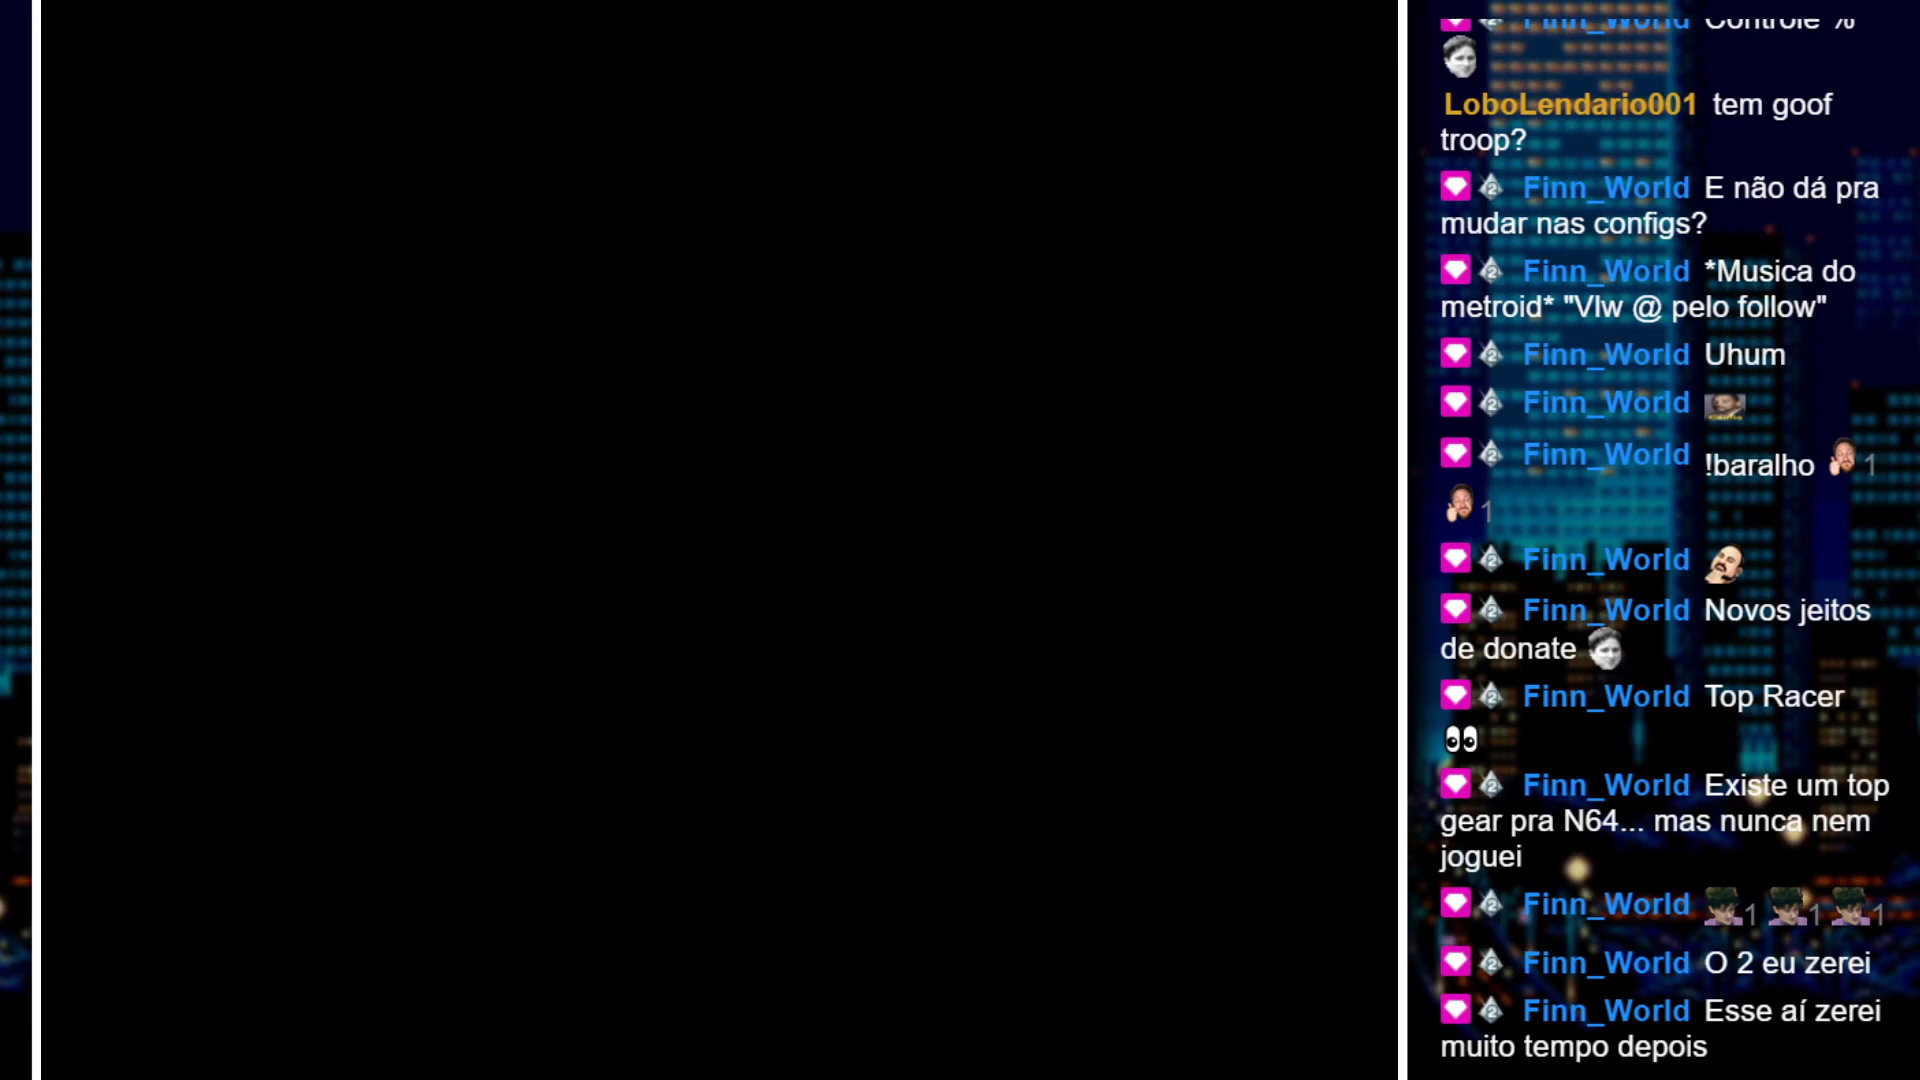 Finn_World Controle %
LoboLendario001 tem goof
troop?
Finn_World E não dá pra
mudar nas configs?
Finn_World *Musica do
metroid* "Vlw @ pelo follow"
Finn_World Uhum
Finn_World
Finn_World !baralho 1
1
Finn_World
Finn_World Novos jeitos
de donate
Finn_World Top Racer
Finn_World Existe um top
gear pra N64... mas nunca nem
joguei
Finn_World 1 1 1
Finn_World O 2 eu zerei
Finn_World Esse aí zerei
muito tempo depois